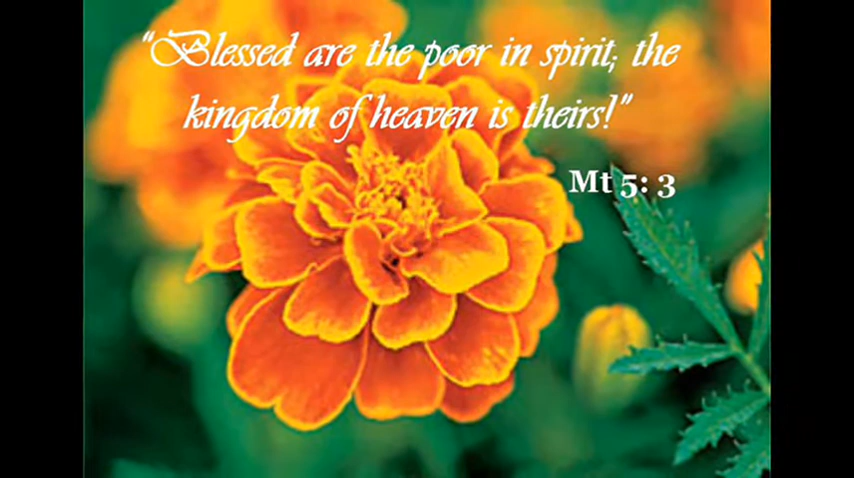 "Blessed are the poor in spirit; the
kingdom of heaven is theirs!"
Mt 5: 3